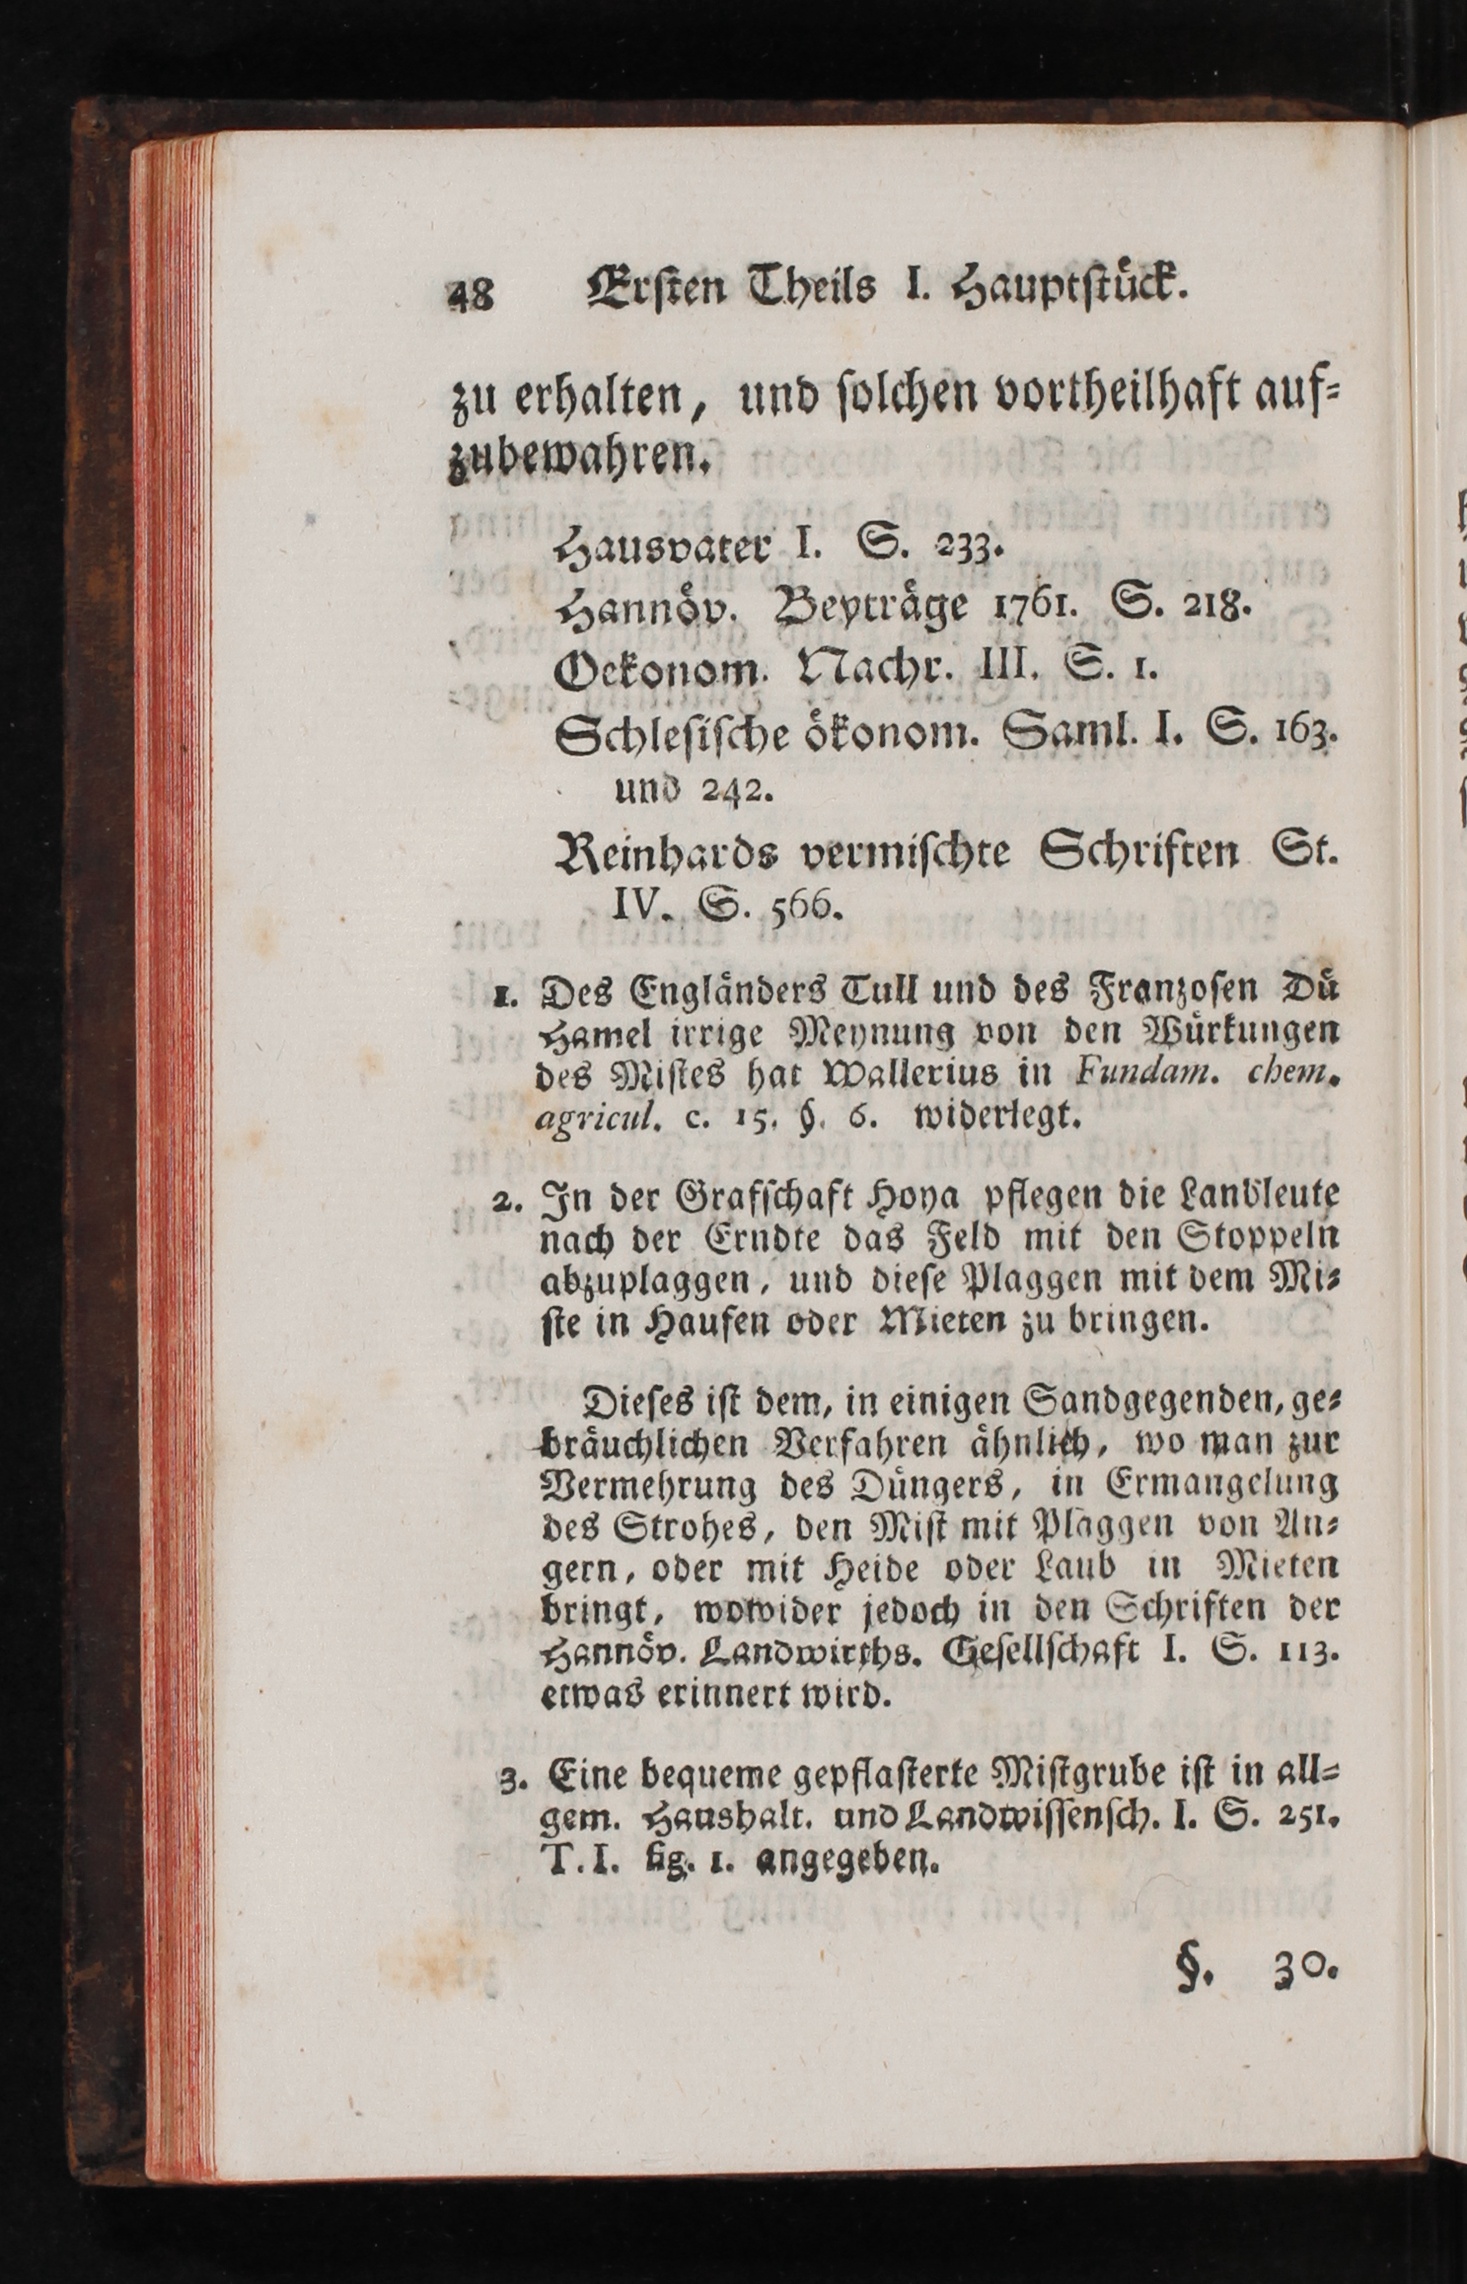 48 Erſten Theils I. Hauptſtück.
zu erhalten, und ſolchen vortheilhaft auf-
zubewahren.
Hausvater I. S. 233.
Hannöv. Beyträge 1761. S. 218.
Oekonom. Nachr. III. S. 1.
Schleſiſche ökonom. Saml. I. S. 163.
und 242.
Reinhards vermiſchte Schriften St.
IV. S. 566.
1. Des Engländers Tull und des Franzoſen Dü
Hamel irrige Meynung von den Würkungen
des Miſtes hat Wallerius in Fundam. chem.
agricul. c. 15. §. 6. widerlegt.
2. In der Grafſchaft Hoya pflegen die Landleute
nach der Erndte das Feld mit den Stoppeln
abzuplaggen, und dieſe Plaggen mit dem Mi-
ſte in Haufen oder Mieten zu bringen.
Dieſes iſt dem, in einigen Sandgegenden, ge-
bräuchlichen Verfahren ähnlich, wo man zur
Vermehrung des Düngers, in Ermangelung
des Strohes, den Miſt mit Plaggen von An-
gern, oder mit Heide oder Laub in Mieten
bringt, wowider jedoch in den Schriften der
Hannöv. Landwirths. Geſellſchaft I. S. 113.
etwas erinnert wird.
3. Eine bequeme gepflaſterte Miſtgrube iſt in all-
gem. Haushalt. und Landwiſſenſch. I. S. 251.
T. I. fig. 1. angegeben.
§. 30.